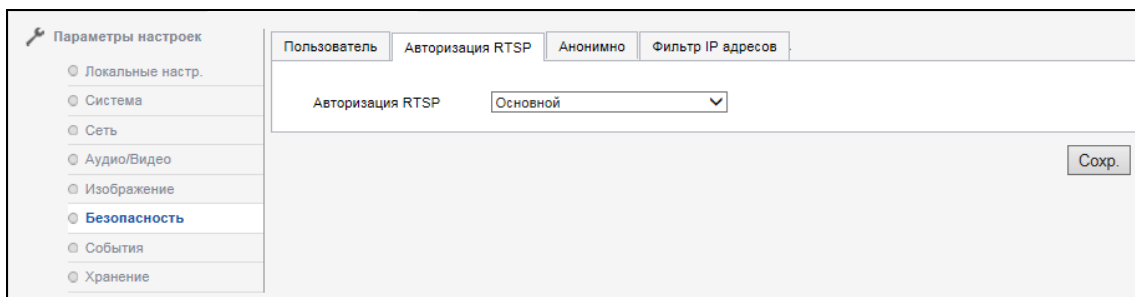 Параметры настроек
Локальные настр.
Система
Сеть
Аудио/Видео
Изображение
Безопасность
События
Хранение
Пользователь Авторизация RTSP Анонимно Фильтр IP адресов
Авторизация RTSP Основной
Сохр.